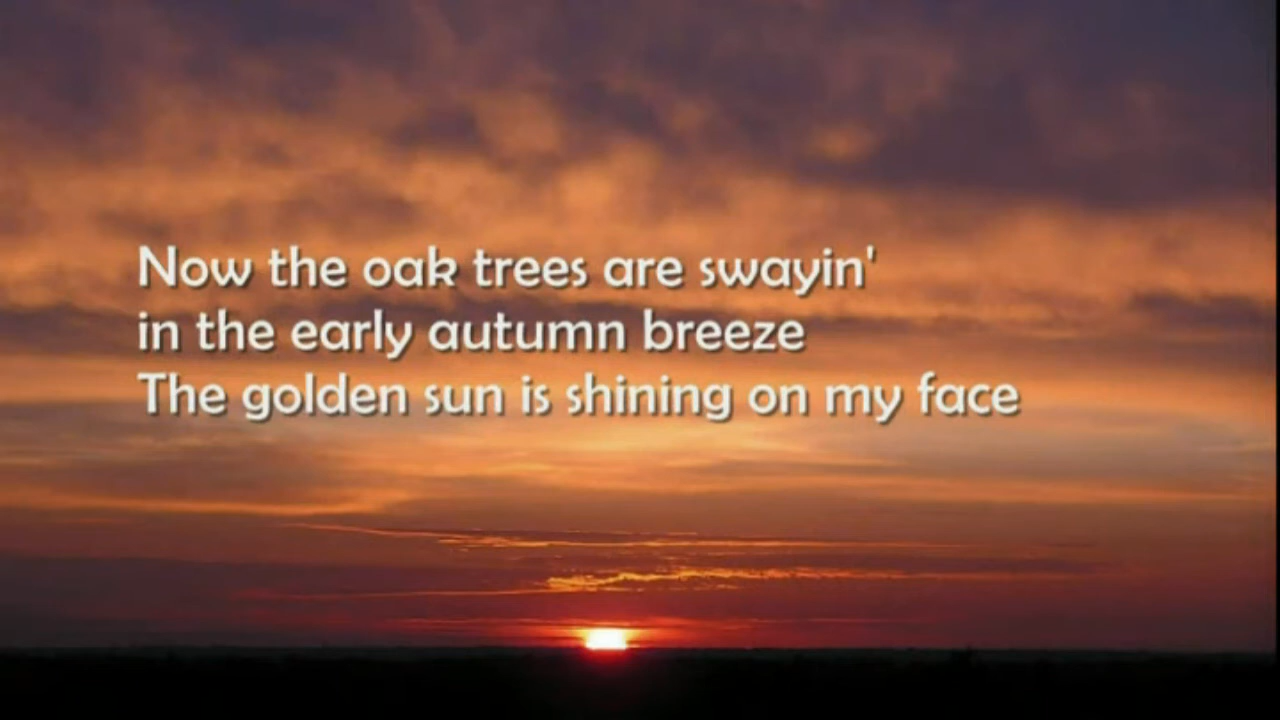 Now the oak trees are swayin'
in the early autumn breeze
The golden sun is shining on my face